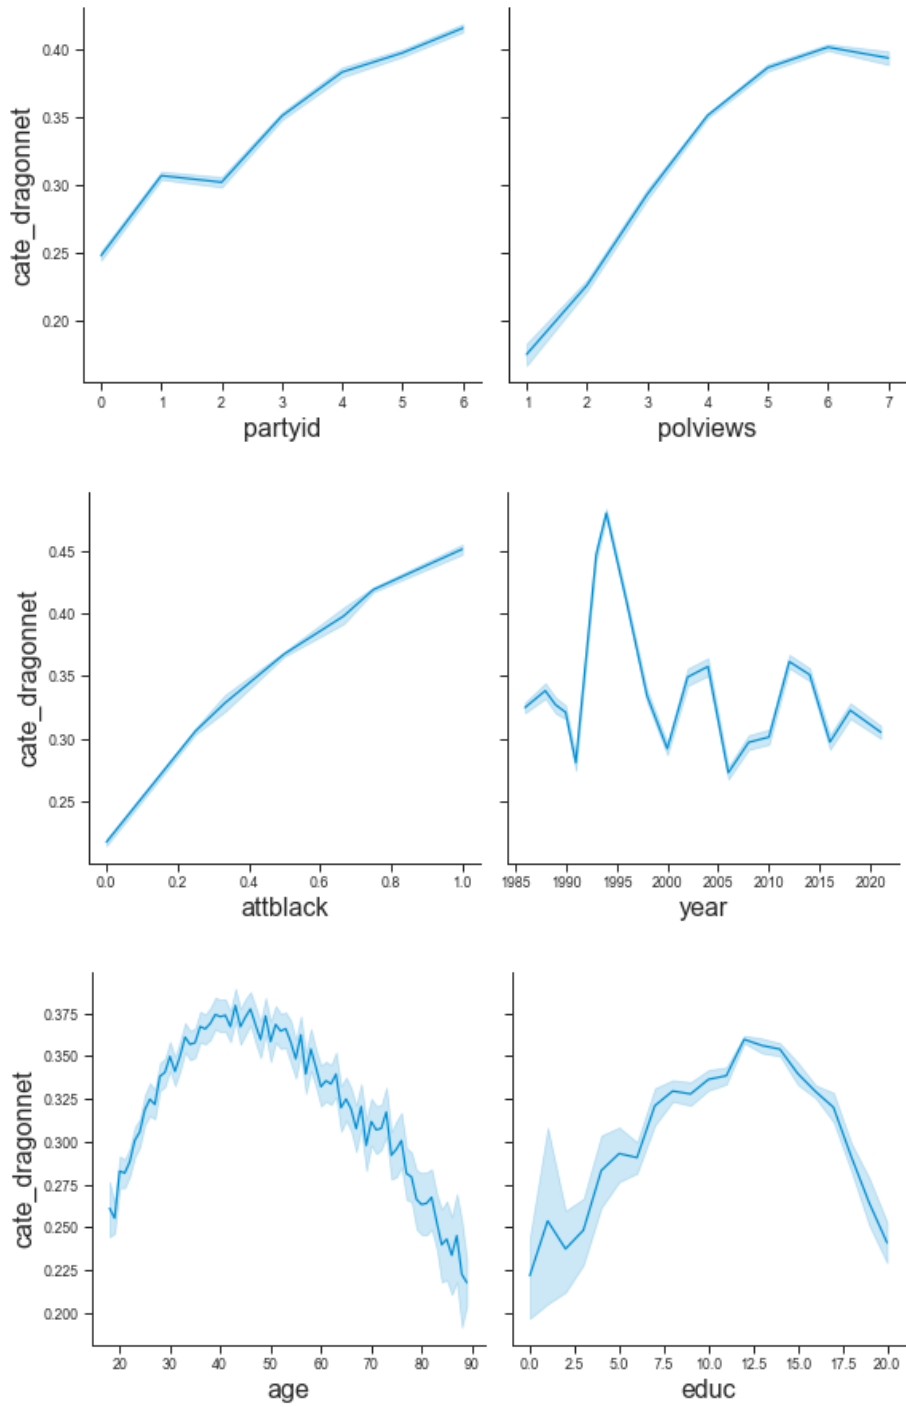 cate_dragonnet
0.40
0.35
0.30
0.25
0.20
0 1 2 3 4 5 6
partyid
1 2 3 4 5 6 7
polviews
cate_dragonnet
0.45
0.40
0.35
0.30
0.25
0.0 0.2 0.4 0.6 0.8 1.0
attblack
1985 1990 1995 2000 2005 2010 2015 2020
year
cate_dragonnet
0.375
0.350
0.325
0.300
0.275
0.250
0.225
0.200
20 30 40 50 60 70 80 90
age
0.0 2.5 5.0 7.5 10.0 12.5 15.0 17.5 20.0
educ